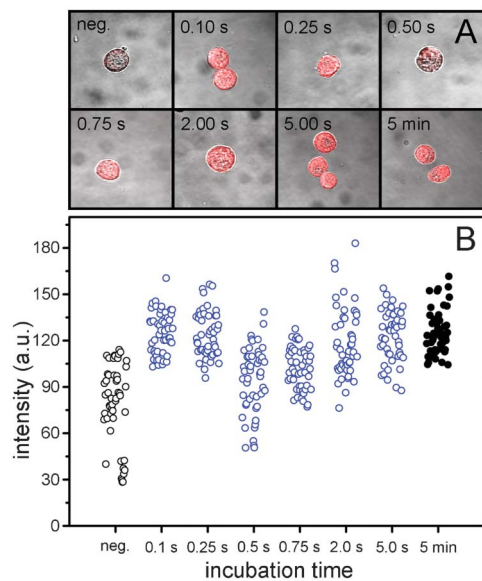 neg. 0.10 s 0.25 s 0.50 s A
0.75 s 2.00 s 5.00 s 5 min
B
180
150
120
90
60
30
0
intensity (a.u.)
neg. 0.1 s 0.25 s 0.5 s 0.75 s 2.0 s 5.0 s 5 min
incubation time